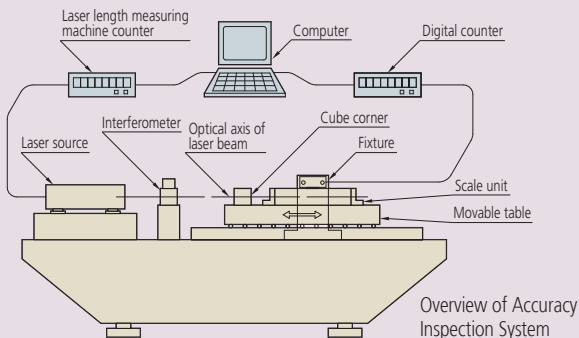 Laser length measuring
machine counter
Computer
Digital counter
Interferometer
Optical axis of
laser beam
Cube corner
Laser source
Fixture
Scale unit
Movable table
Overview of Accuracy
Inspection System